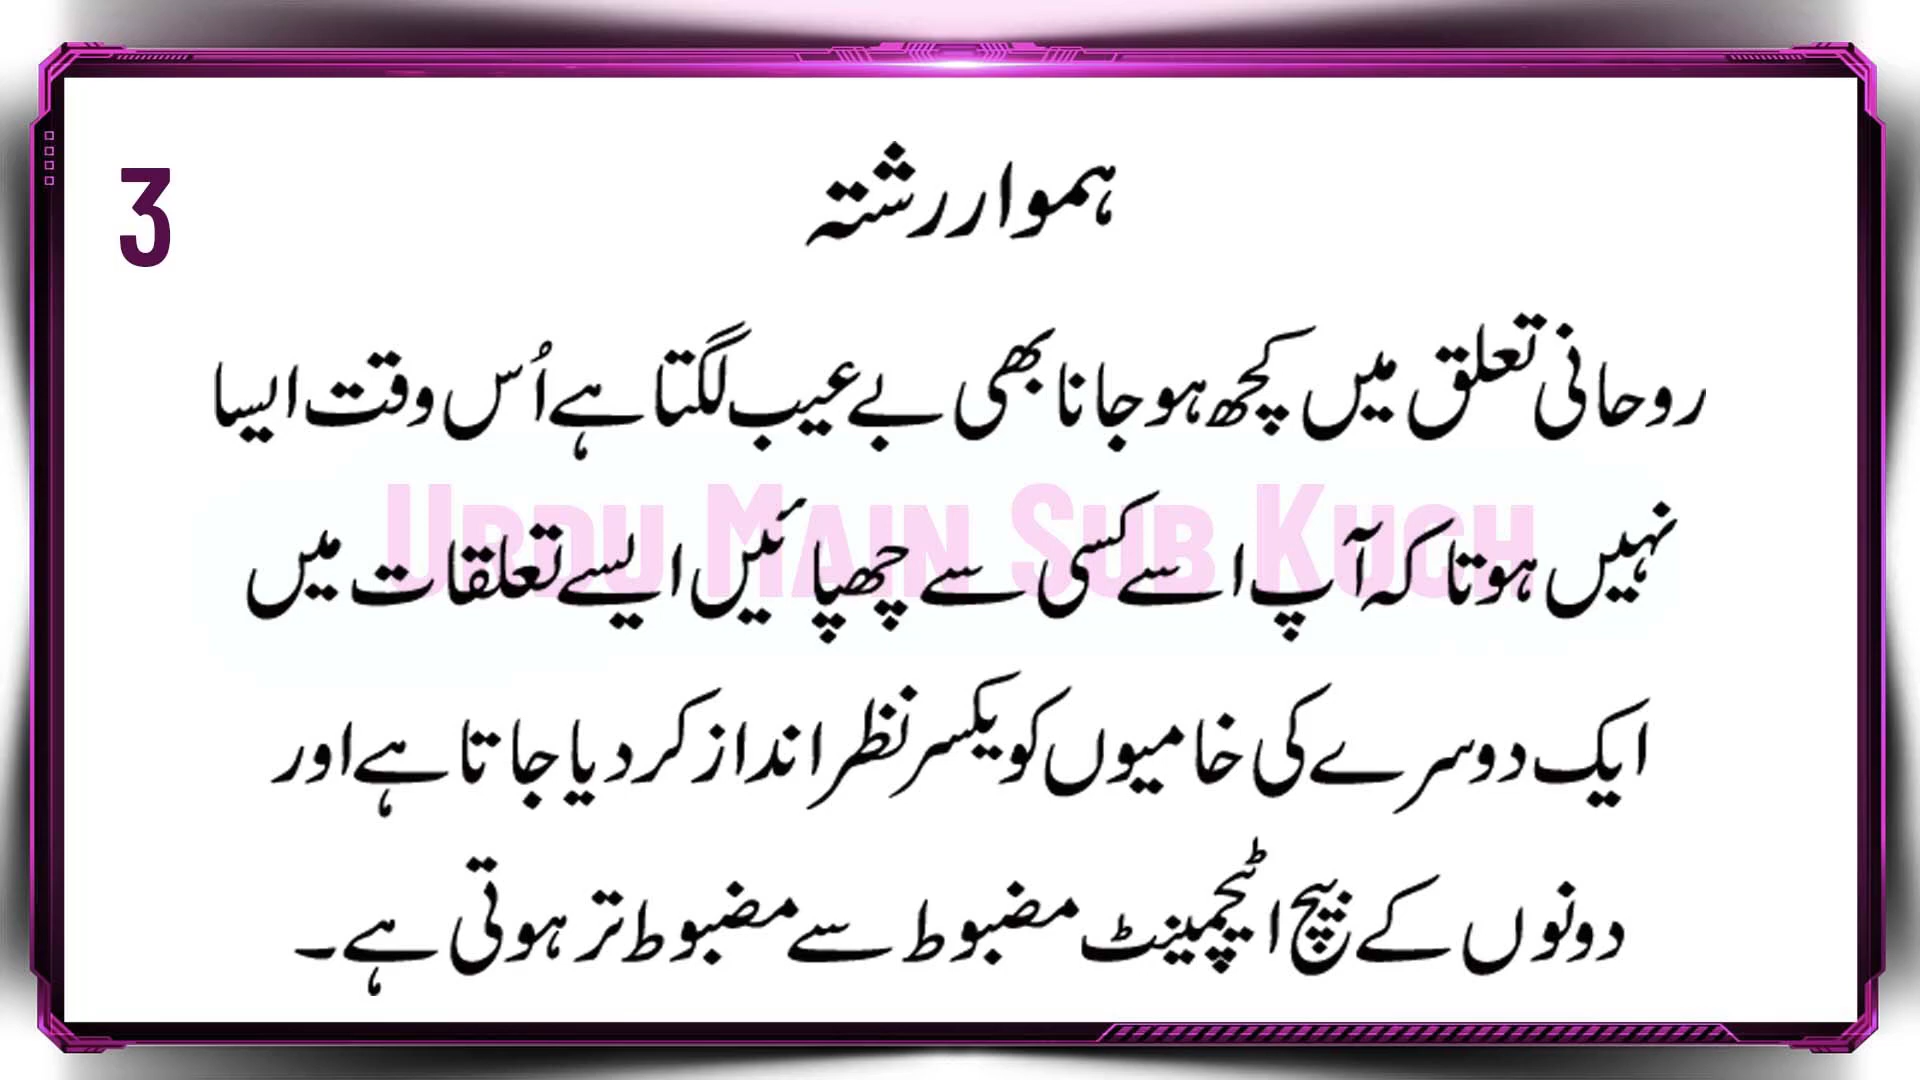 3
ہموار رشتہ
روحانی تعلق میں کچھ ہو جانا بھی بے عیب لگتا ہے اُس وقت ایسا
نہیں ہوتا کہ آپ اسے کسی سے چھپائیں ایسے تعلقات میں
Urdu Main Sub Kuch
ایک دوسرے کی خامیوں کو یکسر نظر انداز کر دیا جاتا ہے اور
دونوں کے بیچ اٹیچمینٹ مضبوط سے مضبوط تر ہوتی ہے۔